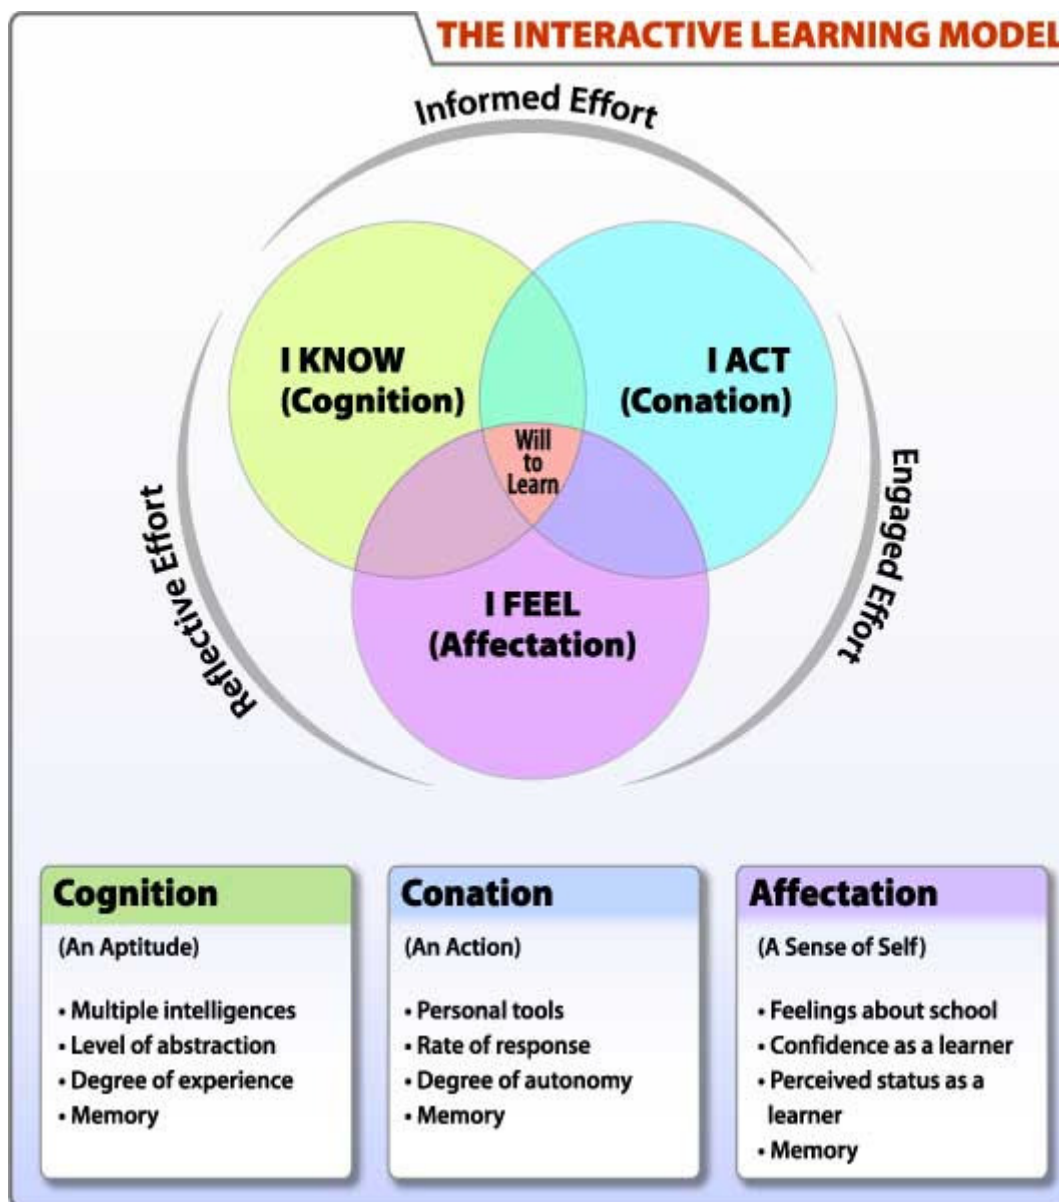 THE INTERACTIVE LEARNING MODEL
Informed Effort
I KNOW
(Cognition)
I ACT
(Conation)
Will
to
Learn
Reflective Effort
Engaged Effort
I FEEL
(Affectation)
Cognition
(An Aptitude)
• Multiple intelligences
• Level of abstraction
• Degree of experience
• Memory
Conation
(An Action)
• Personal tools
• Rate of response
• Degree of autonomy
• Memory
Affectation
(A Sense of Self)
• Feelings about school
• Confidence as a learner
• Perceived status as a
learner
• Memory